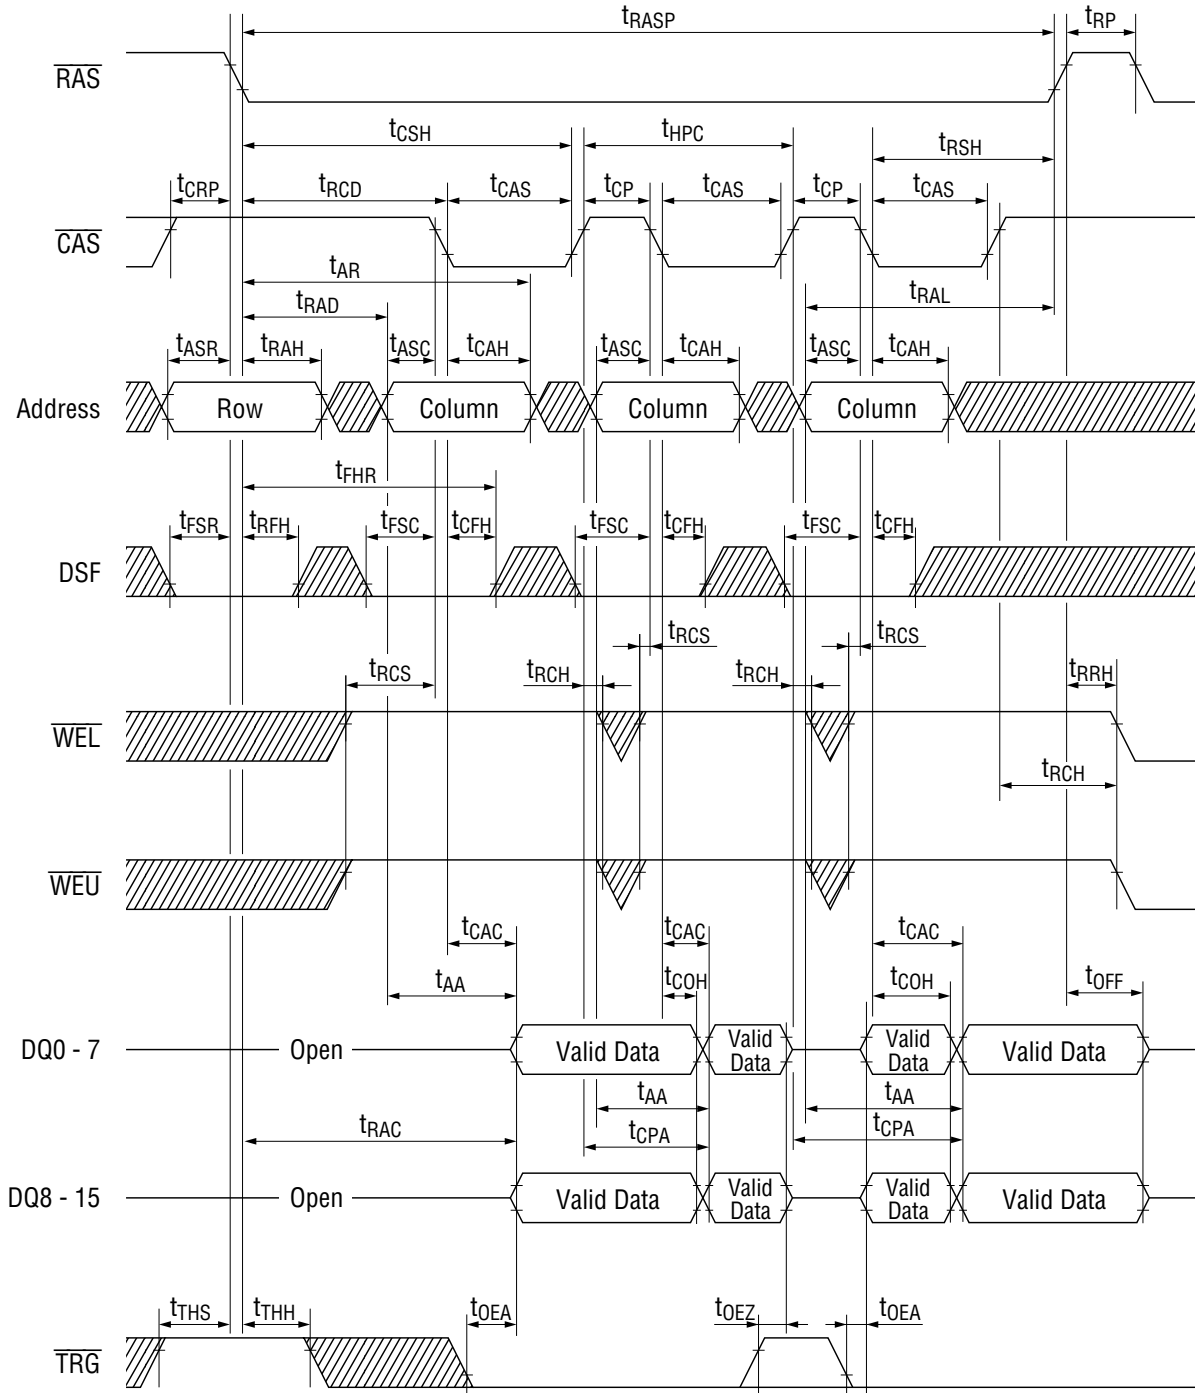 tRASP tRP
RAS
tCSH tHPC tRSH
tCRP tRCD tCAS tCP tCAS tCP tCAS
CAS
tAR
tRAD tRAL
tASR tRAH tASC tCAH tASC tCAH tASC tCAH
Address Row Column Column Column
tFHR
tFSR tRFH tFSC tCFH tFSC tCFH tFSC tCFH
DSF
tRCS tRCS
tRCS tRCH tRCH tRRH
WEL
tRCH
WEU
tCAC tCAC tCAC
tAA tCOH tCOH tOFF
DQ0 - 7 Open Valid Data Valid Data Valid Data Valid Data
tAA tAA
tRAC tCPA tCPA
DQ8 - 15 Open Valid Data Valid Data Valid Data Valid Data
tTHS tTHH tOEA tOEZ tOEA
TRG